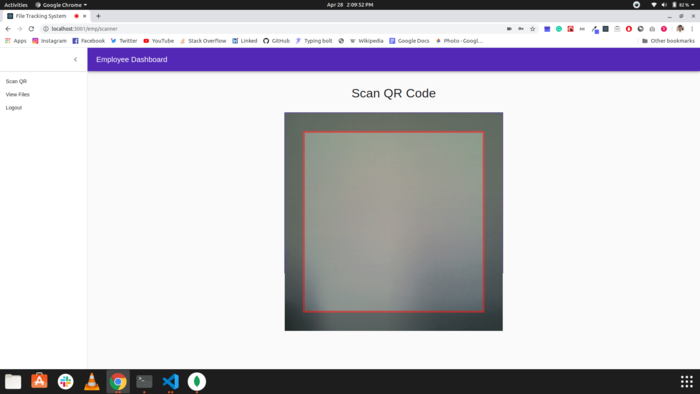 Activities
Google Chrome
Apr 28 2:09:52 PM
82 %
File Tracking System
localhost:3001/emp/scanner
Apps
Instagram
Facebook
Twitter
YouTube
Stack Overflow
Linked
GitHub
Typing bolt
Wikipedia
Google Docs
Photo - Googl...
Other bookmarks
Employee Dashboard
Scan QR
View Files
Logout
Scan QR Code